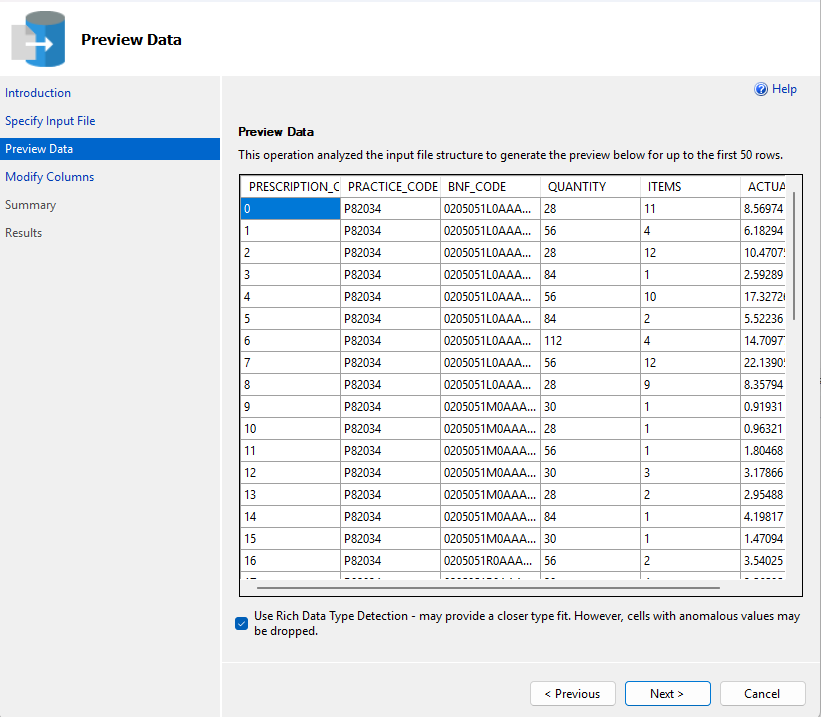 Preview Data
Introduction
Specify Input File
Preview Data
Modify Columns
Summary
Results
Help
Preview Data
This operation analyzed the input file structure to generate the preview below for up to the first 50 rows.
PRESCRIPTION_C PRACTICE_CODE BNF_CODE QUANTITY ITEMS ACTUA
0 P82034 0205051L0AAA... 28 11 8.56974
1 P82034 0205051L0AAA... 56 4 6.18294
2 P82034 0205051L0AAA... 28 12 10.4707
3 P82034 0205051L0AAA... 84 1 2.59289
4 P82034 0205051L0AAA... 56 10 17.3272
5 P82034 0205051L0AAA... 84 2 5.52236
6 P82034 0205051L0AAA... 112 4 14.7097
7 P82034 0205051L0AAA... 56 12 22.1390
8 P82034 0205051L0AAA... 28 9 8.35794
9 P82034 0205051M0AAA... 30 1 0.91931
10 P82034 0205051M0AAA... 28 1 0.96321
11 P82034 0205051M0AAA... 56 1 1.80468
12 P82034 0205051M0AAA... 30 3 3.17866
13 P82034 0205051M0AAA... 28 2 2.95488
14 P82034 0205051M0AAA... 84 1 4.19817
15 P82034 0205051M0AAA... 30 1 1.47094
16 P82034 0205051R0AAA... 56 2 3.54025
Use Rich Data Type Detection - may provide a closer type fit. However, cells with anomalous values may
be dropped.
< Previous Next > Cancel